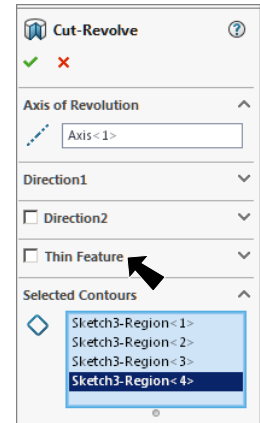 Cut-Revolve
Axis of Revolution
Axis<1>
Direction1
Direction2
Thin Feature
Selected Contours
Sketch3-Region<1>
Sketch3-Region<2>
Sketch3-Region<3>
Sketch3-Region<4>